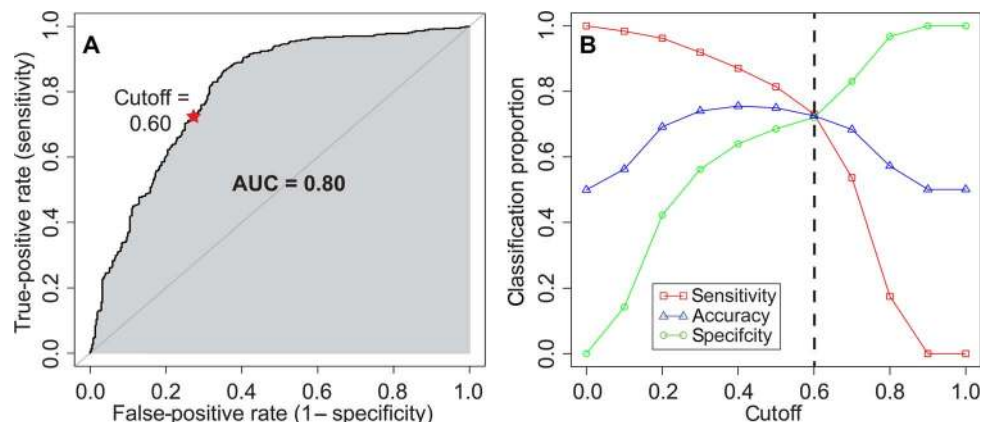 A
True-positive rate (sensitivity)
1.0
0.8
0.6
0.4
0.2
0.0
Cutoff =
0.60
AUC = 0.80
0.0 0.2 0.4 0.6 0.8 1.0
False-positive rate (1– specificity)
B
Classification proportion
1.0
0.8
0.6
0.4
0.2
0.0
Sensitivity
Accuracy
Specifcity
0.0 0.2 0.4 0.6 0.8 1.0
Cutoff